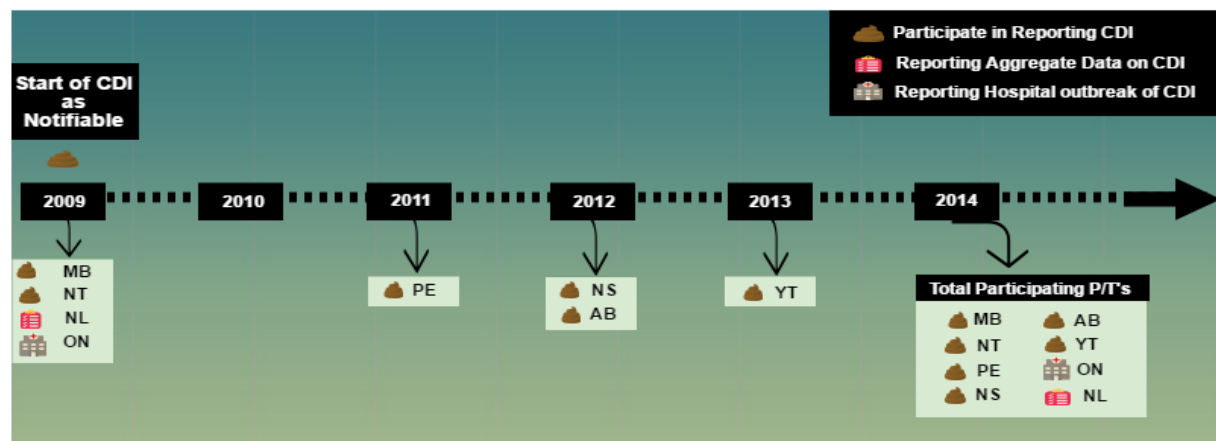 Participate in Reporting CDI
Reporting Aggregate Data on CDI
Reporting Hospital outbreak of CDI
Start of CDI
as
Notifiable
2009
2010
2011
2012
2013
2014
MB
NT
NL
ON
PE
NS
AB
YT
Total Participating P/T's
MB AB
NT YT
PE ON
NS NL